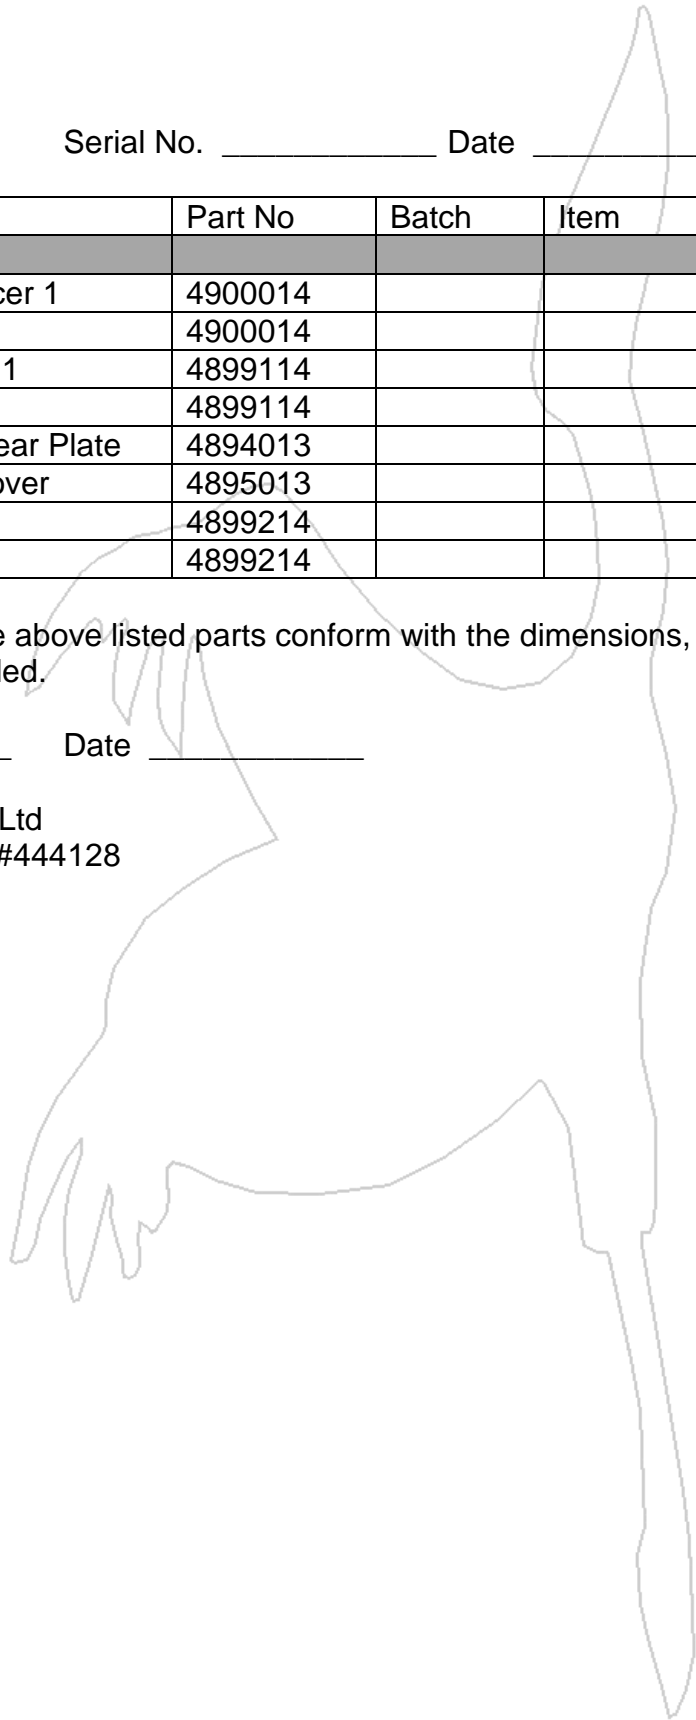 Serial No. ____________ Date _________
Part No Batch Item
cer 1 4900014
4900014
1 4899114
4899114
ear Plate 4894013
over 4895013
4899214
4899214
e above listed parts conform with the dimensions,
led.
_ Date ____________
Ltd
#444128